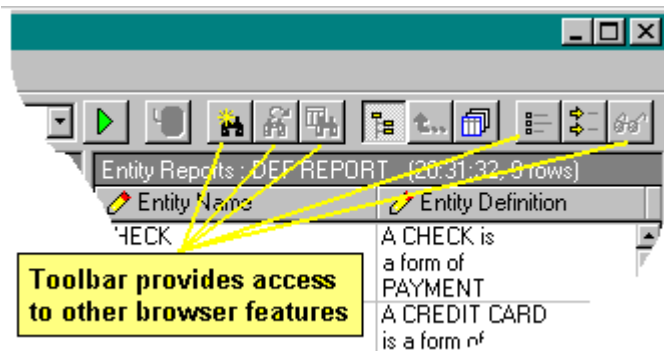 Entity Reports : DEF REPORT (20:31:32, 9 rows)
Entity Name
Entity Definition
CHECK
A CHECK is
a form of
PAYMENT
A CREDIT CARD
is a form of
Toolbar provides access
to other browser features